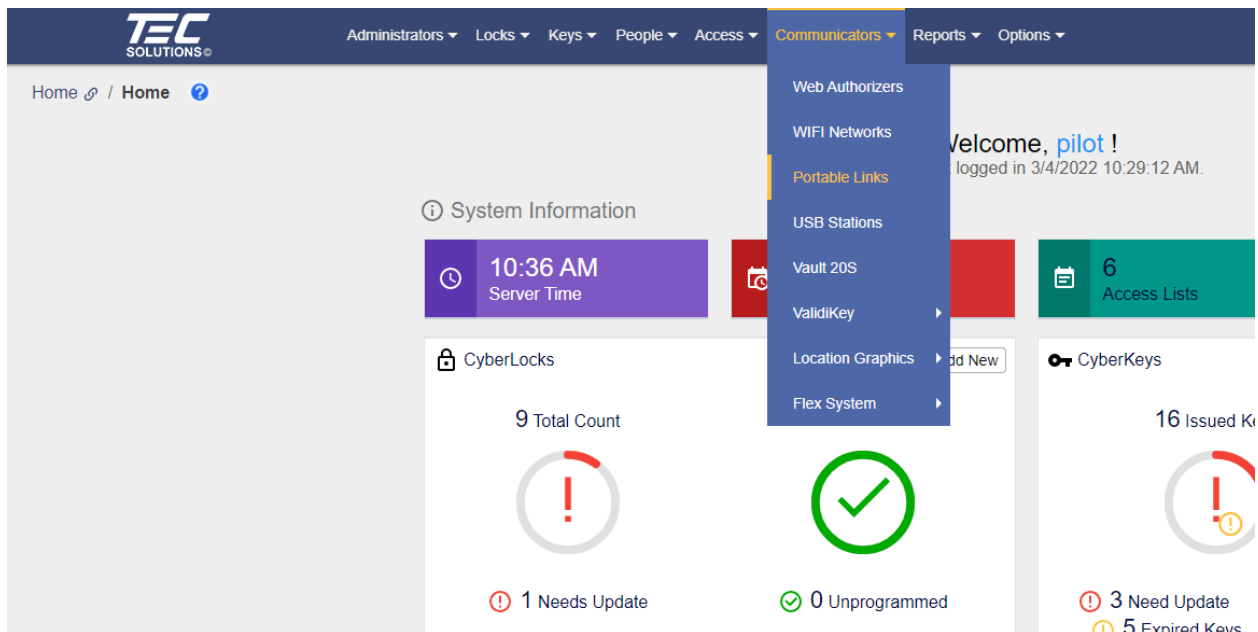 TEC
SOLUTIONS©
Administrators Locks Keys People Access Communicators Reports Options
Home / Home ?
Web Authorizers
WIFI Networks
Portable Links
USB Stations
Vault 20S
ValidiKey
Location Graphics
Flex System
Welcome, pilot !
logged in 3/4/2022 10:29:12 AM.
System Information
10:36 AM
Server Time
6
Access Lists
CyberLocks
dd New
CyberKeys
9 Total Count
16 Issued Ke
1 Needs Update
0 Unprogrammed
3 Need Update
5 Expired Keys